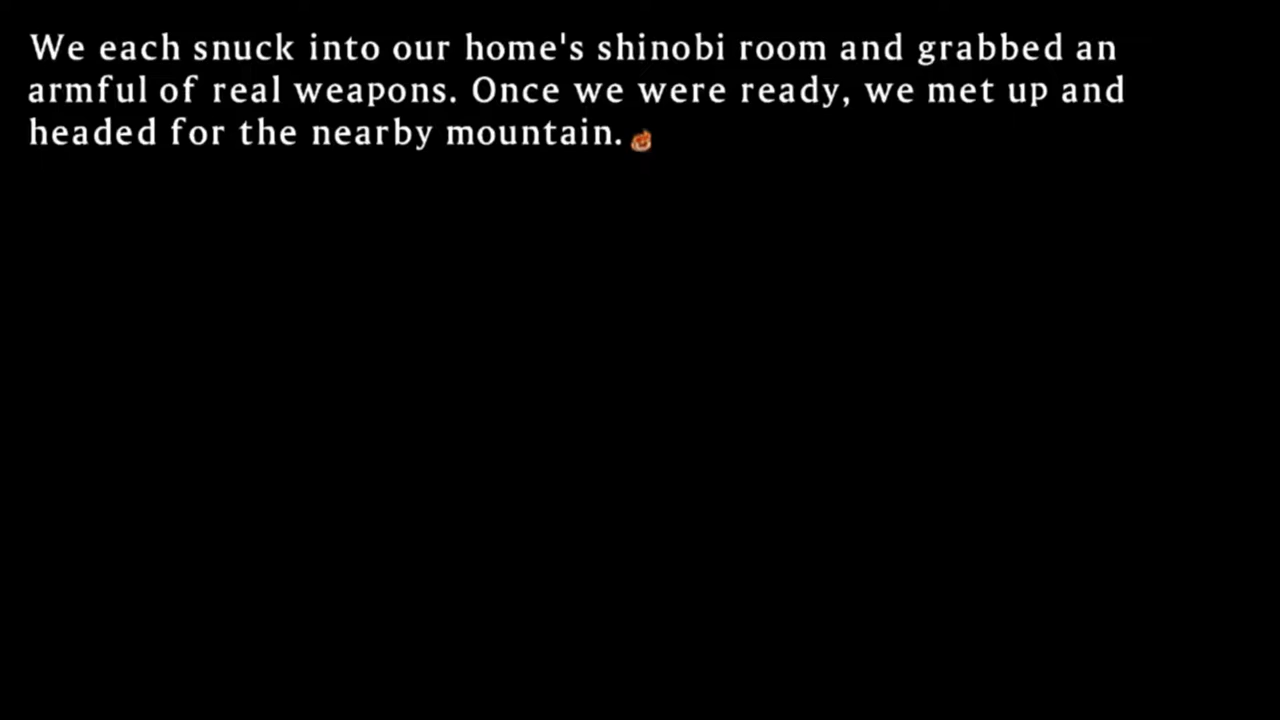 We each snuck into our home's shinobi room and grabbed an
armful of real weapons. Once we were ready, we met up and
headed for the nearby mountain.